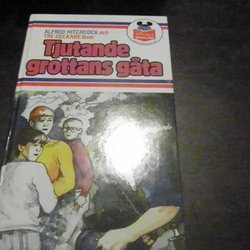 ALFRED HITCHCOCK och
TRE DECKARE löser
Tjutande
grottans gåta